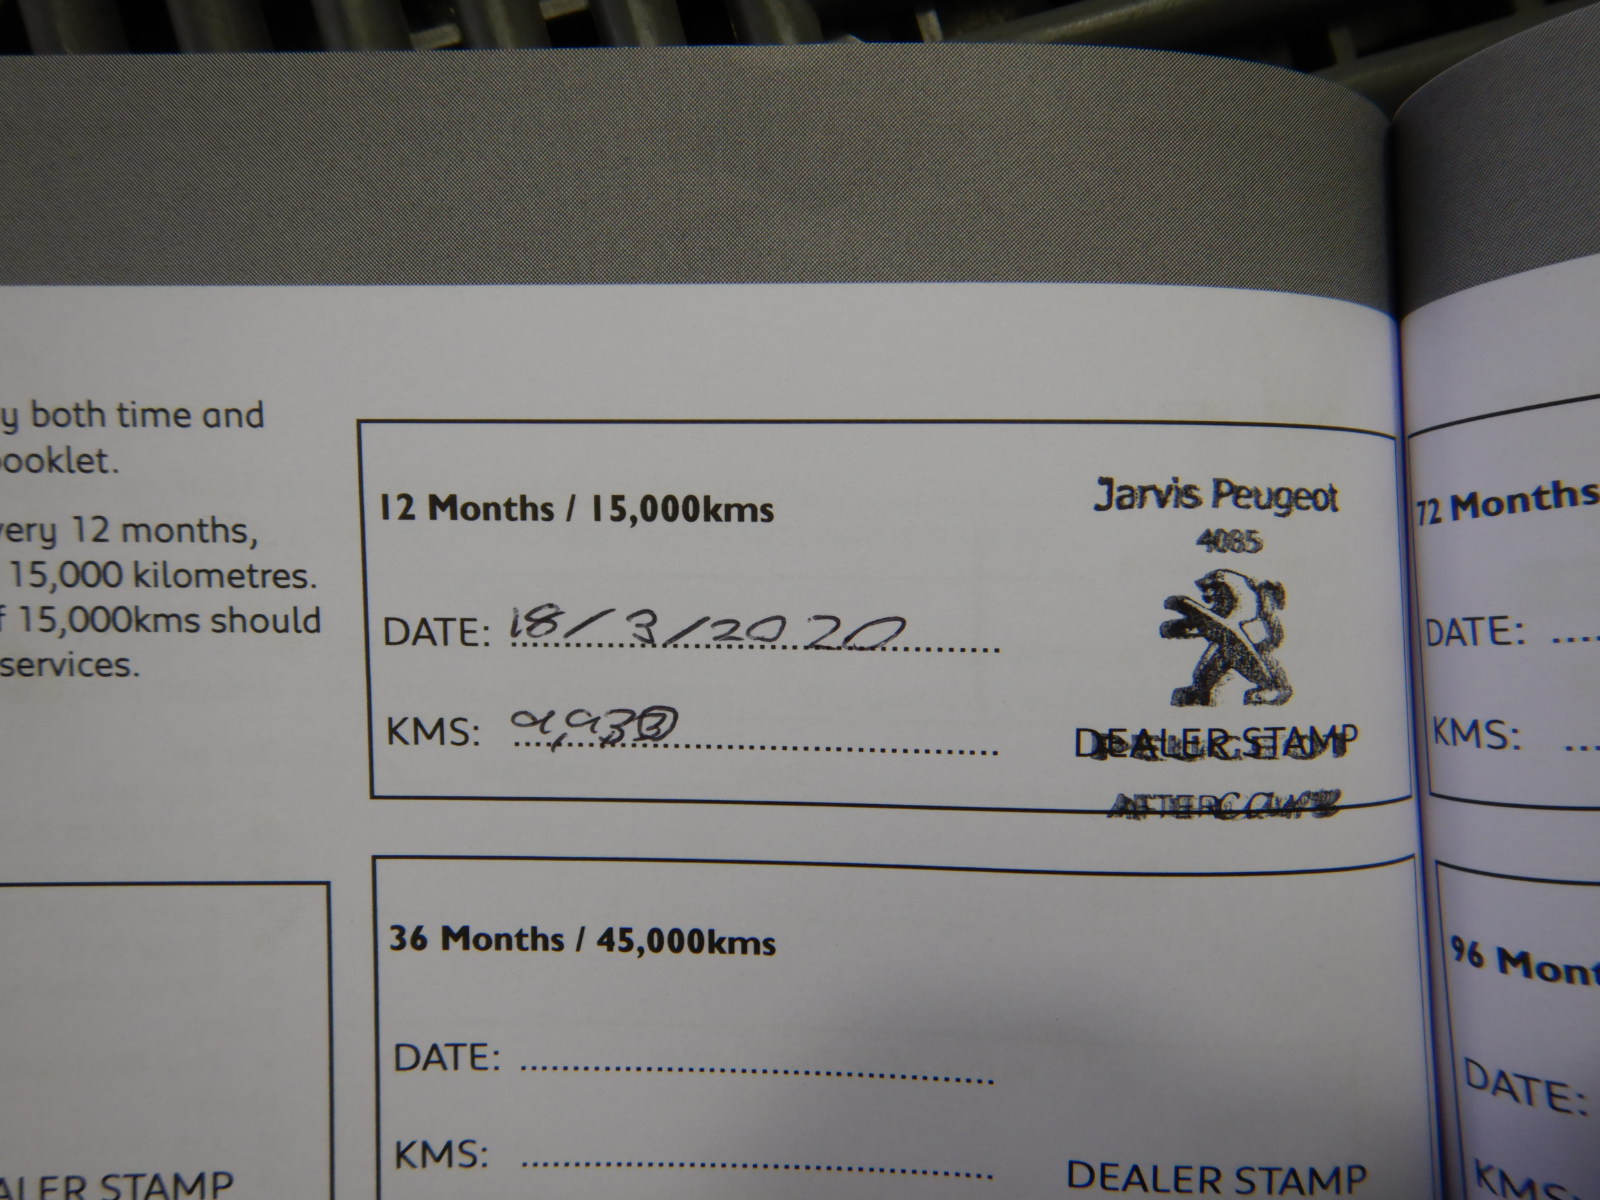 y both time and
ooklet.
very 12 months,
15,000 kilometres.
f 15,000kms should
services.
12 Months / 15,000kms
DATE: 18/3/2020
KMS:
Jarvis Peugeot
4085
DEALER STAMP
36 Months / 45,000kms
DATE:
KMS:
DEALER STAMP
ALER STAMP
72 Months
DATE:
KMS:
96 Mont
DATE:
KMS: